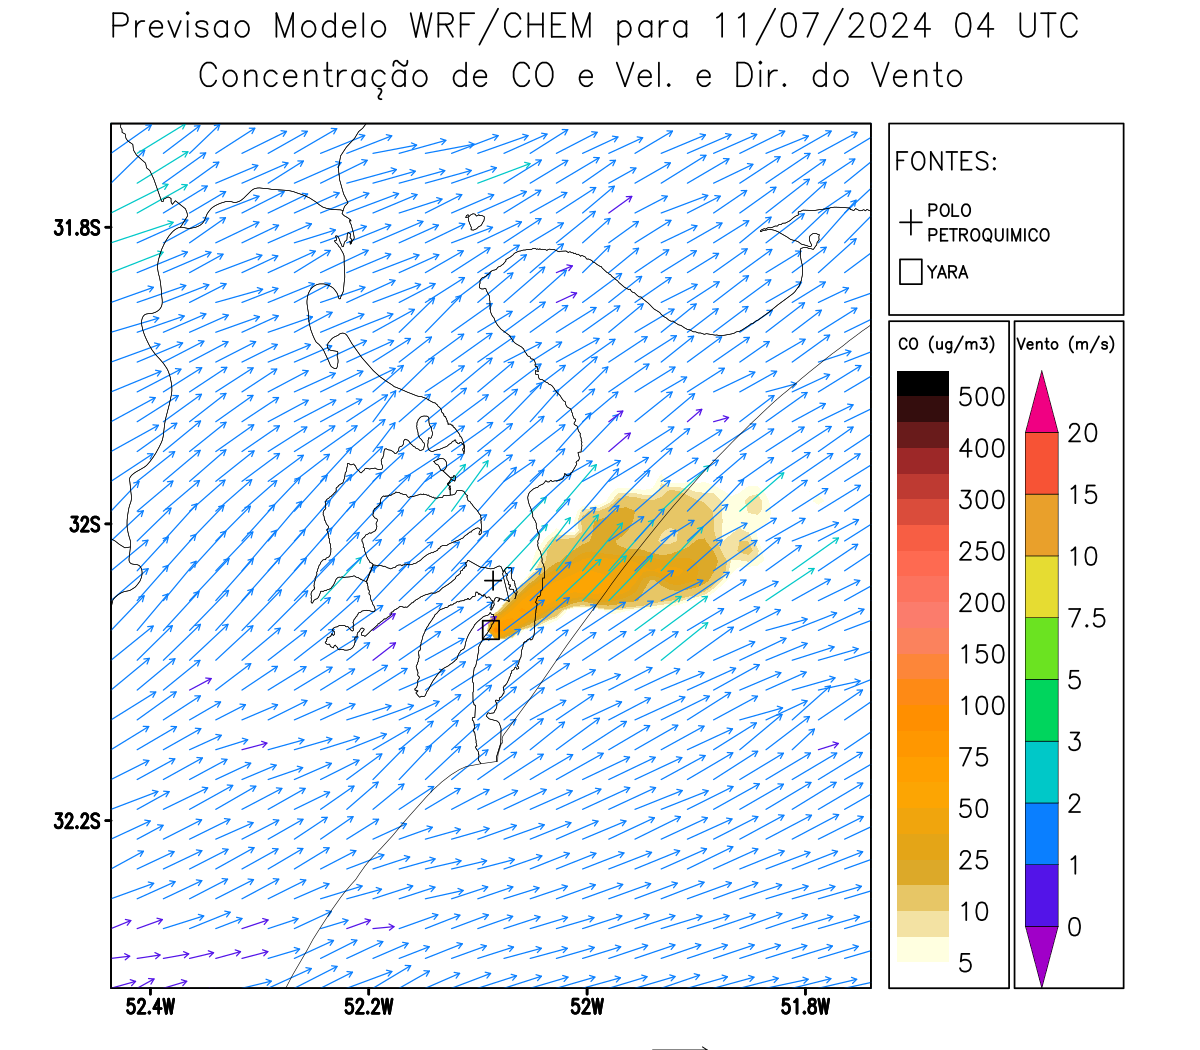 Previsao Modelo WRF/CHEM para 11/07/2024 04 UTC
Concentração de CO e Vel. e Dir. do Vento
FONTES:
POLO
PETROQUIMICO
YARA
31.8S
32S
32.2S
52.4W
52.2W
52W
51.8W
CO (ug/m3)
500
400
300
250
200
150
100
75
50
25
10
5
Vento (m/s)
20
15
10
7.5
5
3
2
1
0